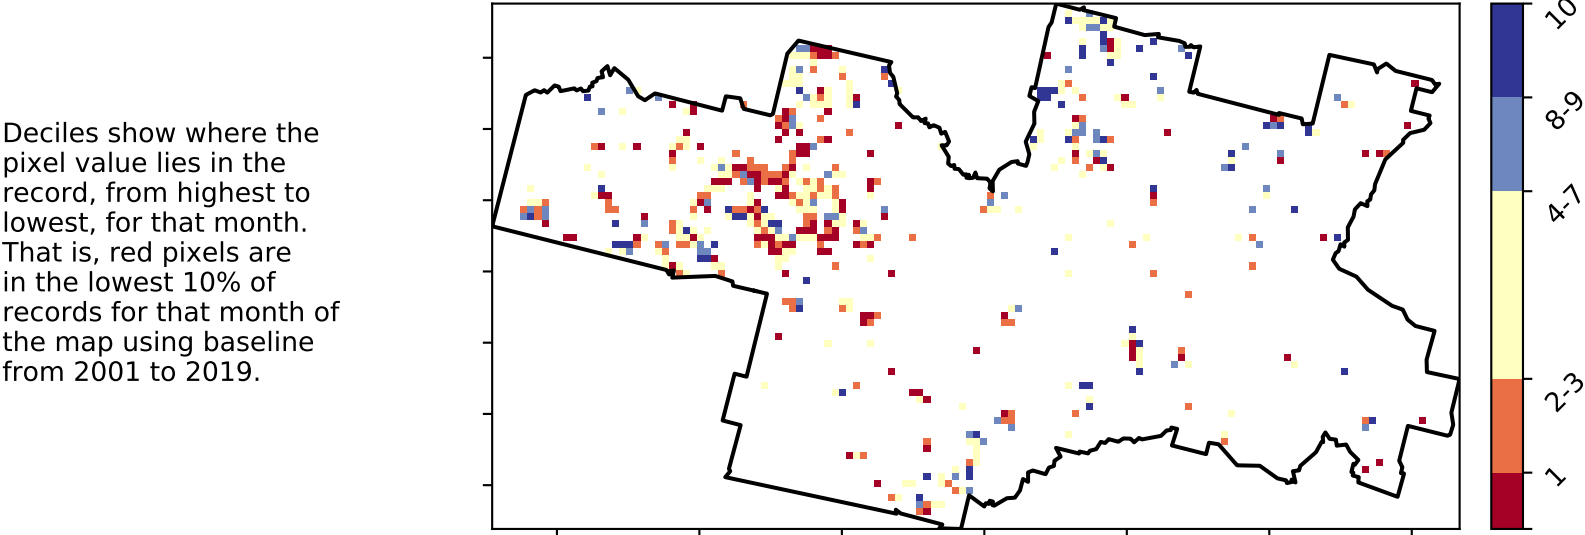 Deciles show where the
pixel value lies in the
record, from highest to
lowest, for that month.
That is, red pixels are
in the lowest 10% of
records for that month of
the map using baseline
from 2001 to 2019.
10
8-9
4-7
2-3
1